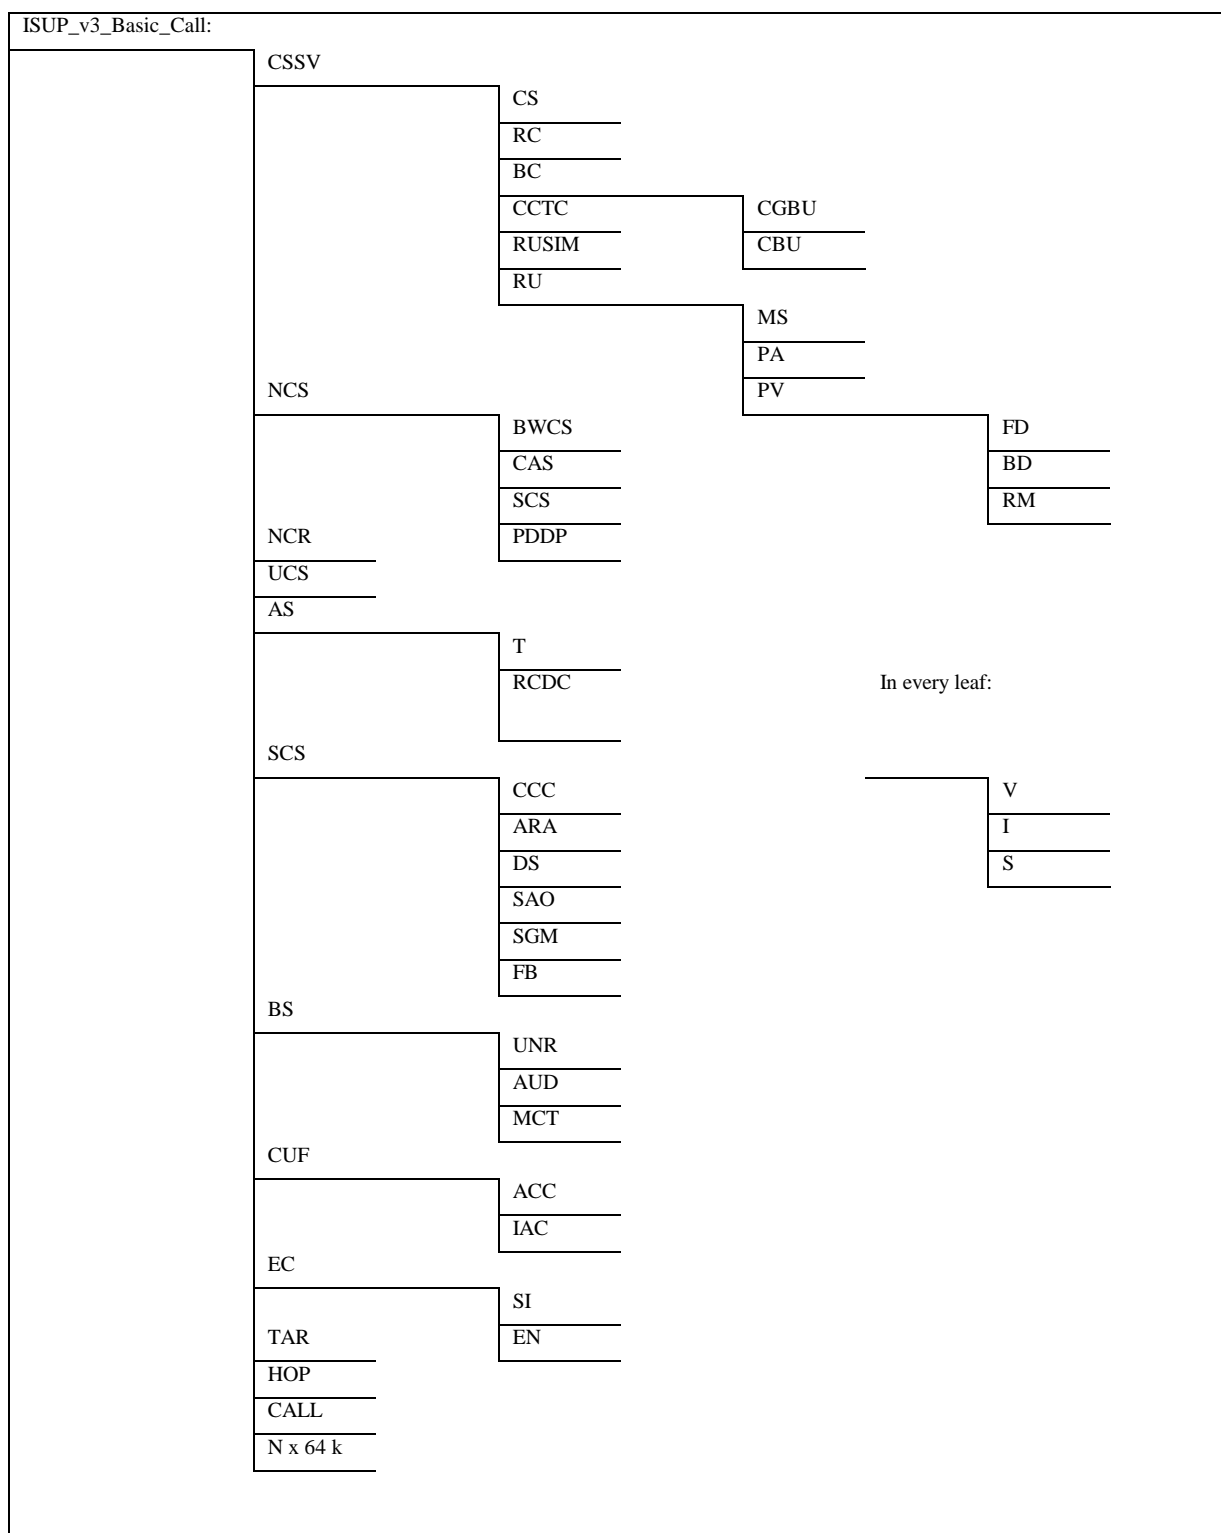 ISUP_v3_Basic_Call:
CSSV
CS
RC
BC
CCTC CGBU
RUSIM CBU
RU
MS
PA
NCS PV
BWCS FD
CAS BD
SCS RM
NCR PDDP
UCS
AS
T
RCDC In every leaf:
SCS
CCC V
ARA I
DS S
SAO
SGM
FB
BS
UNR
AUD
MCT
CUF
ACC
IAC
EC
SI
TAR EN
HOP
CALL
N x 64 k